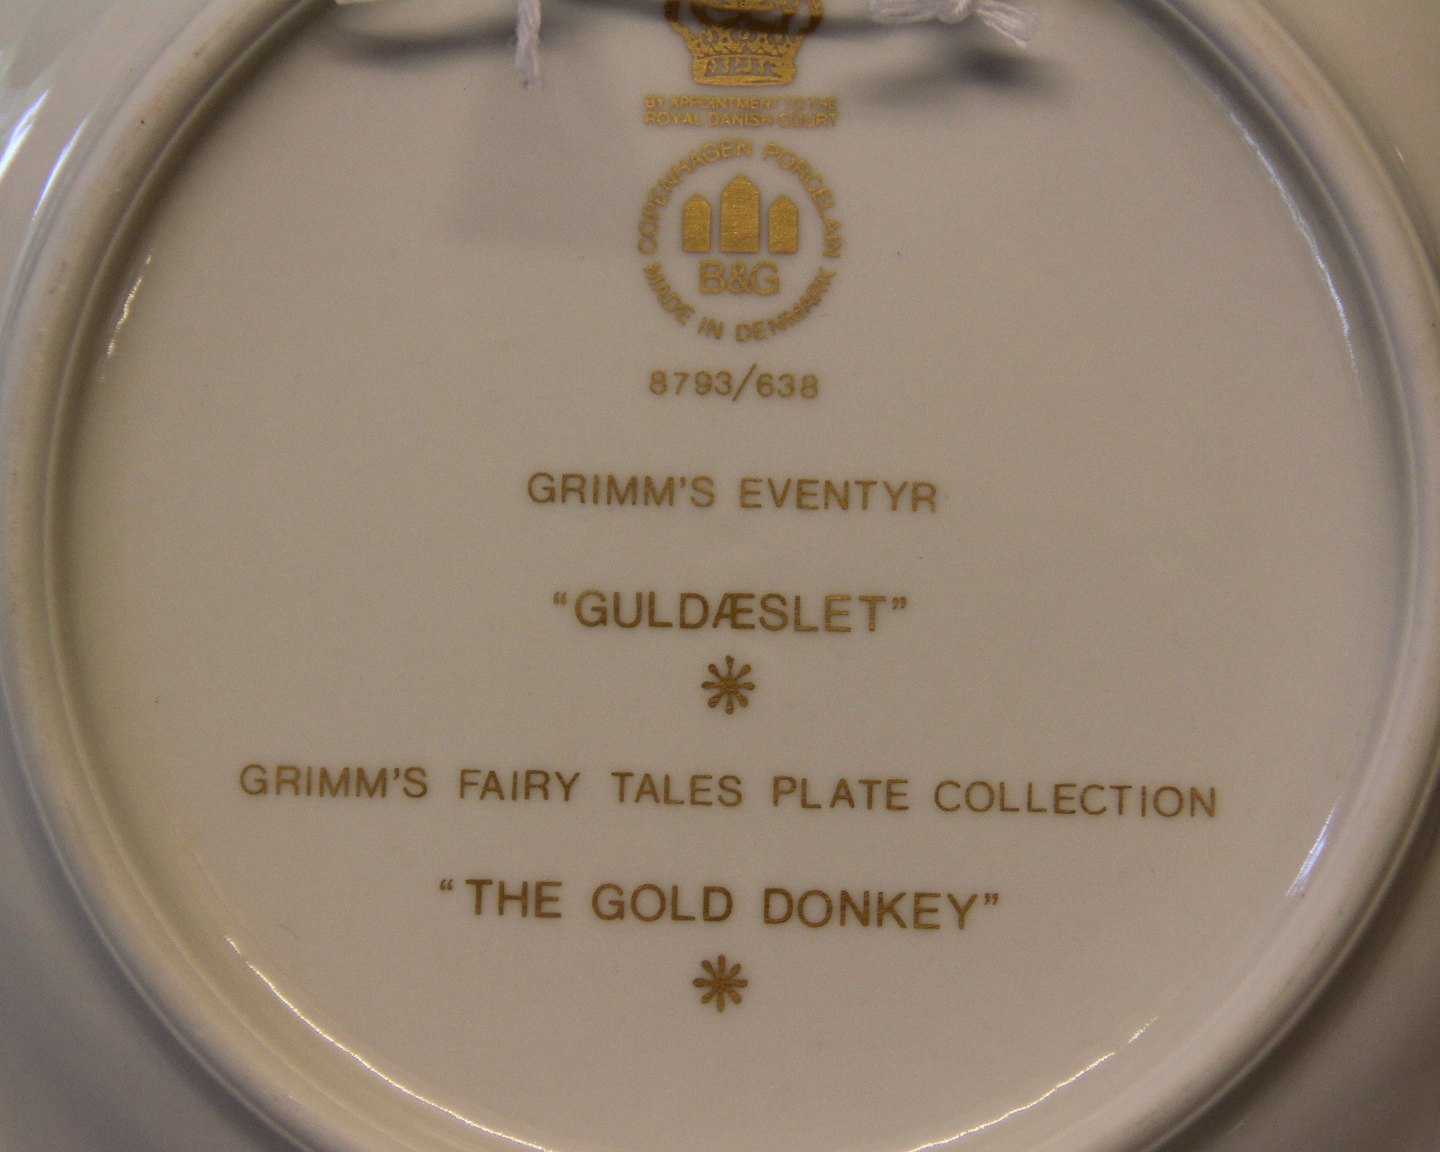 BY APPOINTMENT TO THE
ROYAL DANISH COURT
COPENHAGEN PORCELAIN
B&G
MADE IN DENMARK
8793/638
GRIMM'S EVENTYR
“GULDÆSLET”
GRIMM'S FAIRY TALES PLATE COLLECTION
“THE GOLD DONKEY”